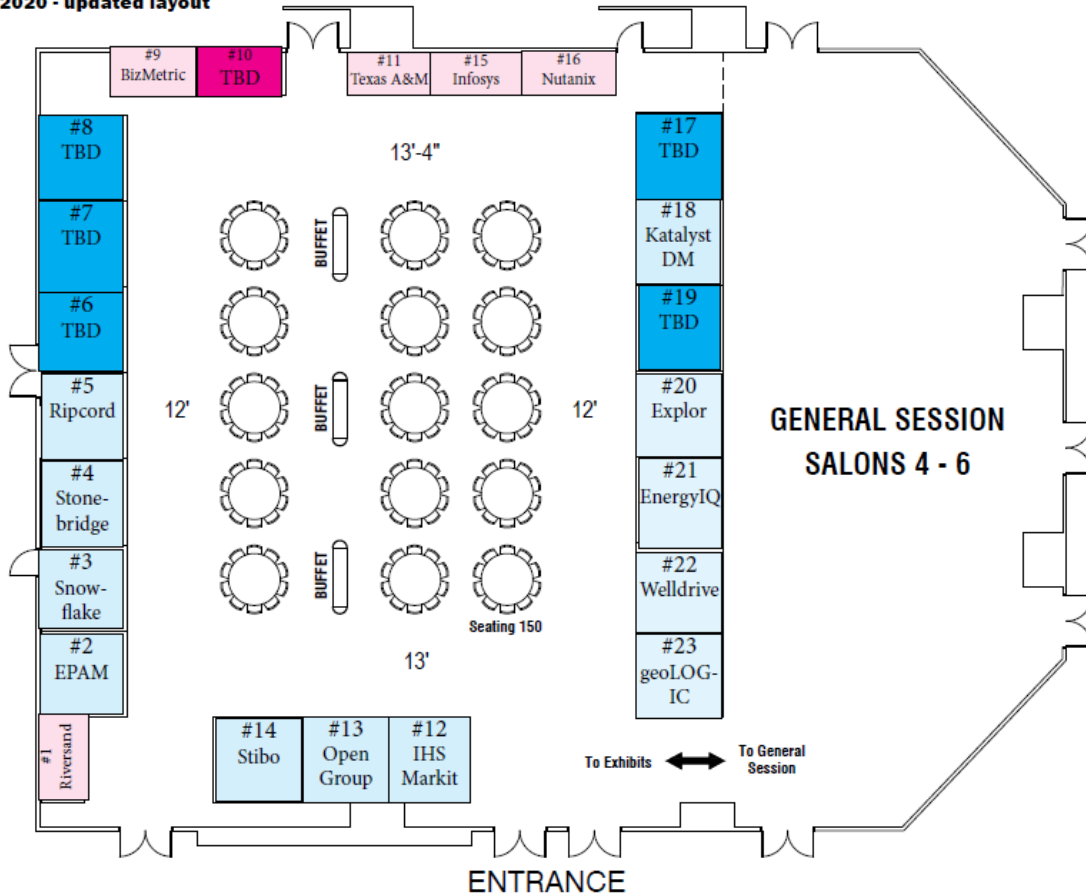 2020 - updated layout
#9
BizMetric
#10
TBD
#11
Texas A&M
#15
Infosys
#16
Nutanix
#8
TBD
#7
TBD
#6
TBD
#5
Ripcord
#4
Stone-
bridge
#3
Snow-
flake
#2
EPAM
#1
Riversand
13'-4"
BUFFET
12'
BUFFET
12'
BUFFET
Seating 150
13'
#14
Stibo
#13
Open
Group
#12
IHS
Markit
#17
TBD
#18
Katalyst
DM
#19
TBD
#20
Explor
#21
EnergyIQ
#22
Welldrive
#23
geoLOG-
IC
GENERAL SESSION
SALONS 4 - 6
To Exhibits
To General
Session
ENTRANCE